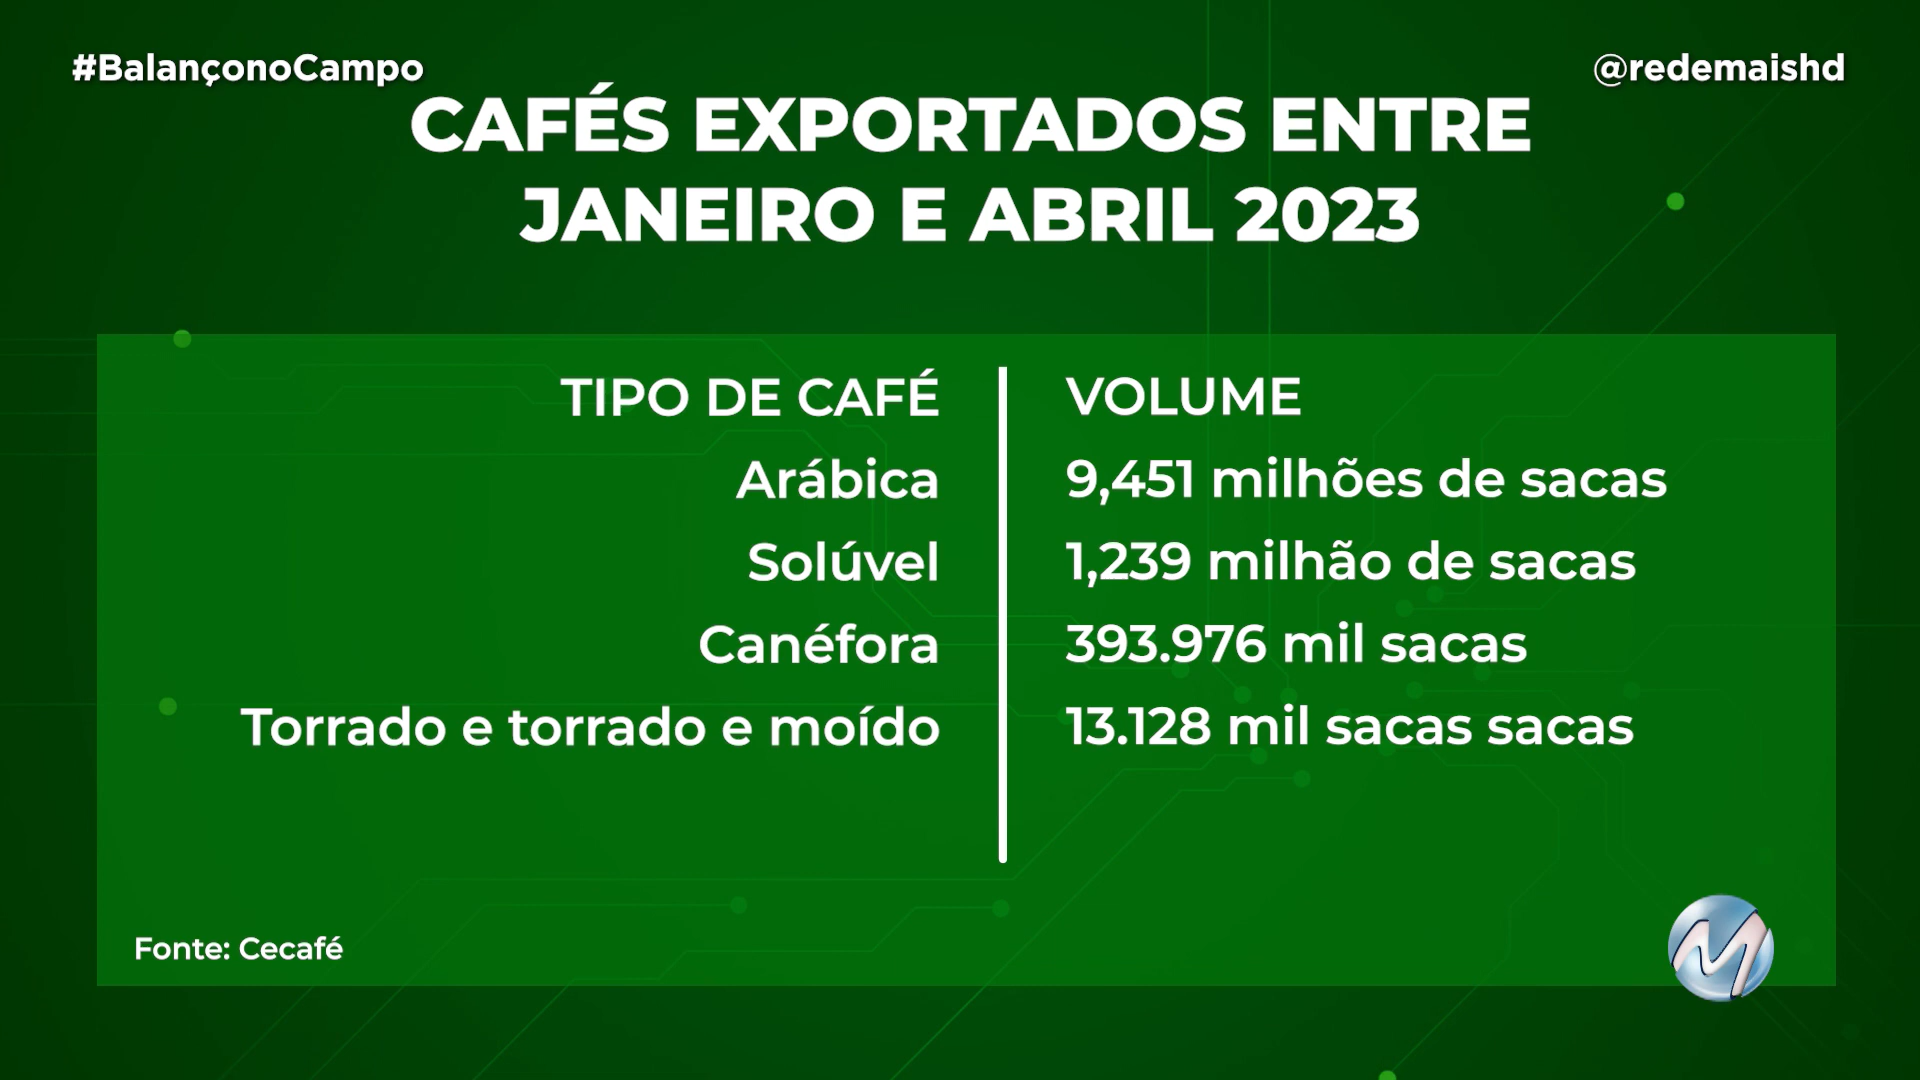 #BalançonoCampo
@redemaishd
CAFÉS EXPORTADOS ENTRE
JANEIRO E ABRIL 2023
TIPO DE CAFÉ VOLUME
Arábica 9,451 milhões de sacas
Solúvel 1,239 milhão de sacas
Canéfora 393.976 mil sacas
Torrado e torrado e moído 13.128 mil sacas sacas
Fonte: Cecafé
M